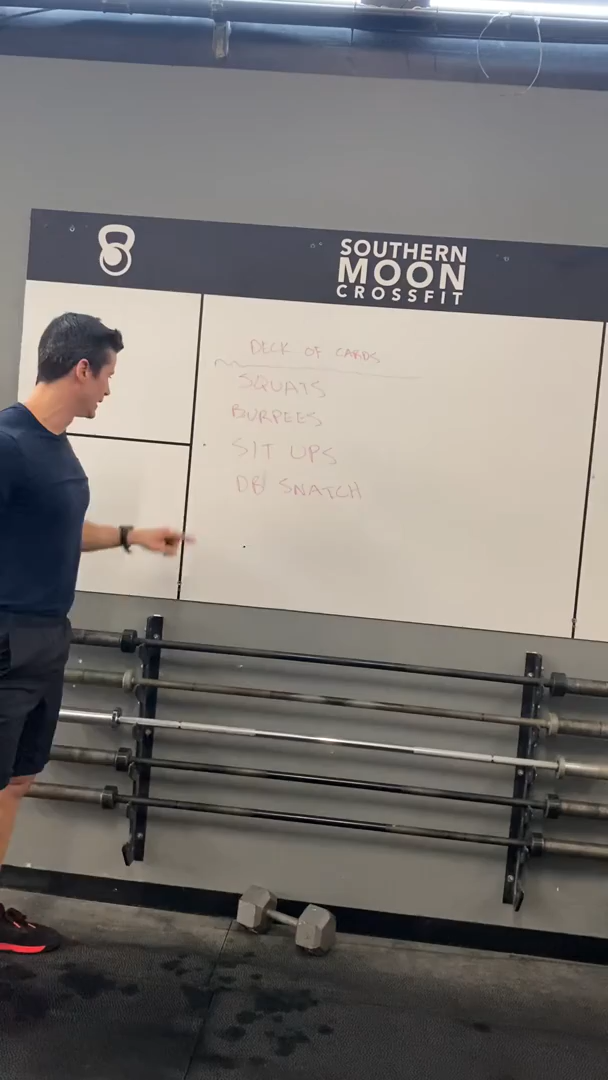 SOUTHERN
MOON
CROSSFIT
DECK OF CARDS
SQUATS
BURPEES
SIT UPS
DB SNATCH